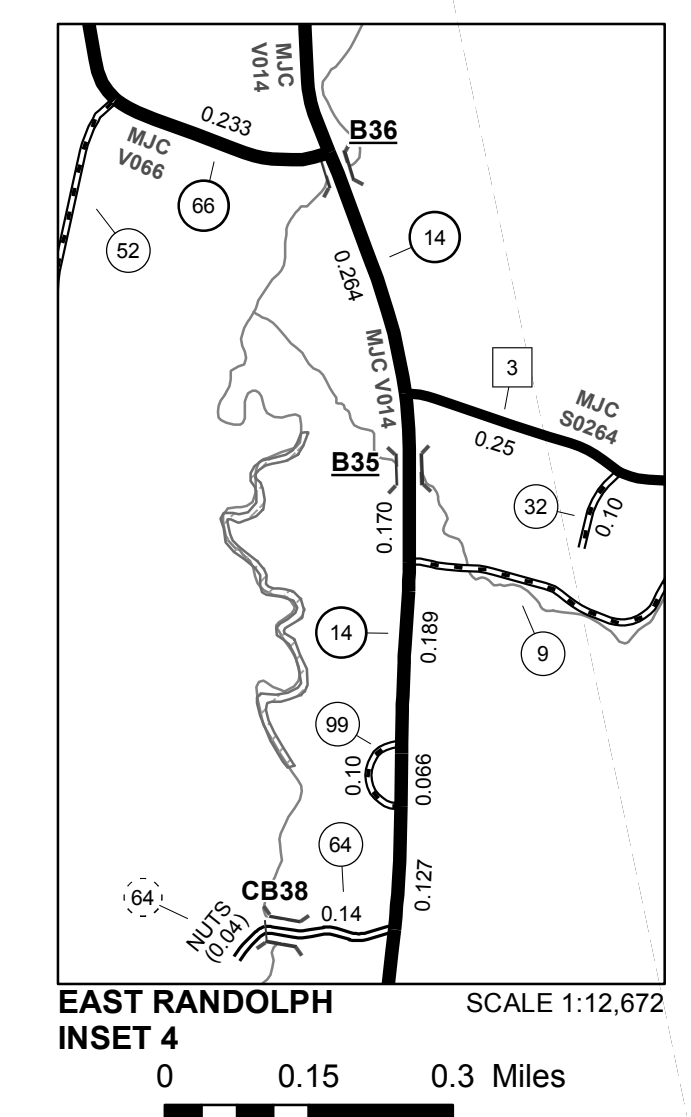 MJC
V014
0.233
B36
MJC
V066
66
14
52
0.264
3
MJC V014
MJC
S0264
0.25
B35
32
0.10
0.170
14
0.189
9
99
0.10
0.066
64
0.127
CB38
64
NUTS
(0.04)
0.14
EAST RANDOLPH
INSET 4
SCALE 1:12,672
0 0.15 0.3 Miles